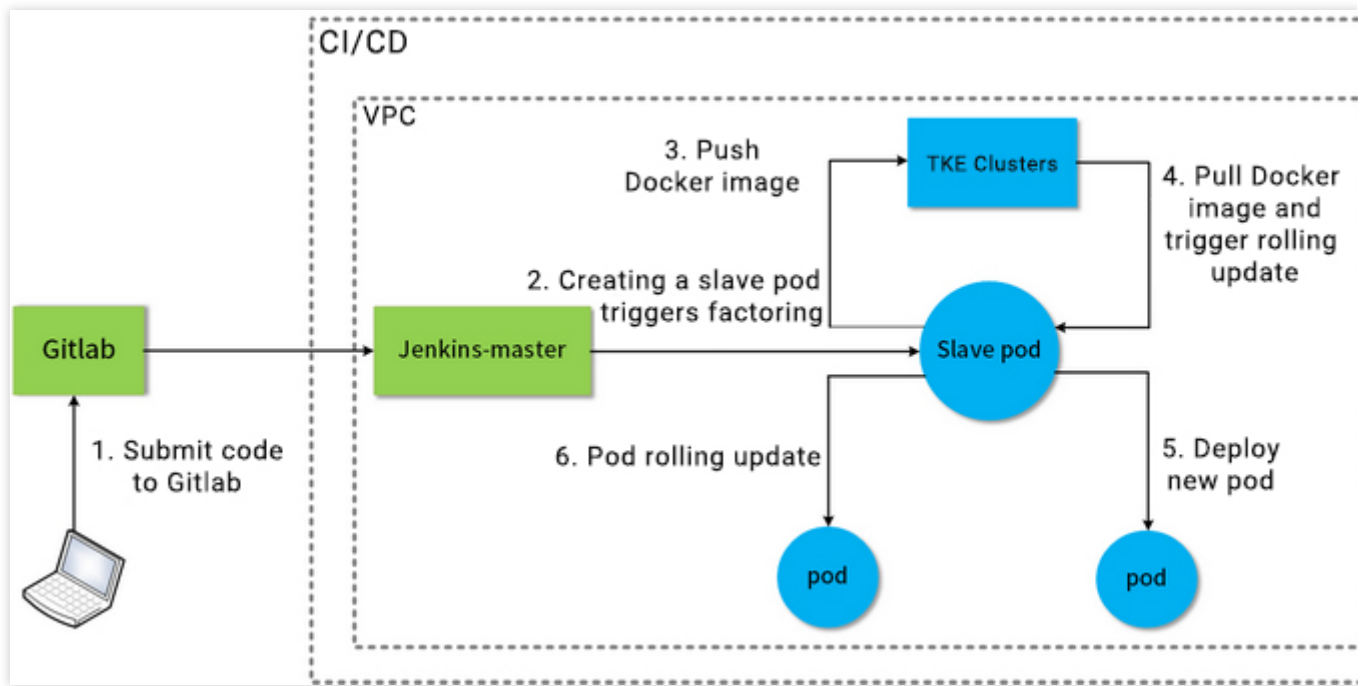 CI/CD
VPC
3. Push
Docker image
TKE Clusters
4. Pull Docker
image and
trigger rolling
update
2. Creating a slave pod
triggers factoring
Gitlab
Jenkins-master
Slave pod
1. Submit code
to Gitlab
6. Pod rolling update
5. Deploy
new pod
pod
pod